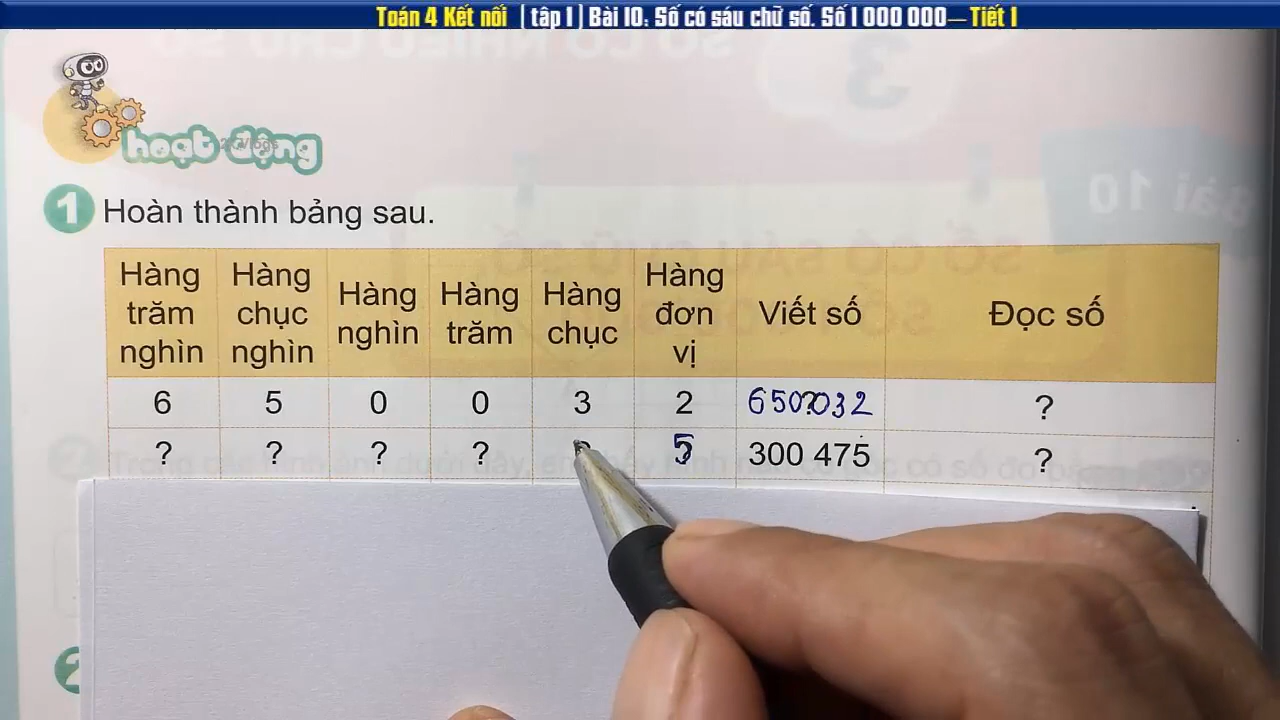 Toán 4 Kết nối [ tập 1 ] Bài 10: Số có sáu chữ số. Số 1 000 000 – Tiết 1
hoạt động
1 Hoàn thành bảng sau.
Hàng trăm nghìn Hàng chục nghìn Hàng nghìn Hàng trăm Hàng chục Hàng đơn vị Viết số Đọc số
6 5 0 0 3 2 650 032 ?
? ? ? ? 5 300 475 ?
2